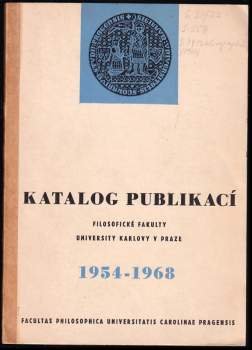 KATALOG PUBLIKACÍ
FILOSOFICKÉ FAKULTY
UNIVERSITY KARLOVY V PRAZE
1954-1968
FACULTAS PHILOSOPHICA UNIVERSITATIS CAROLINAE PRAGENSIS